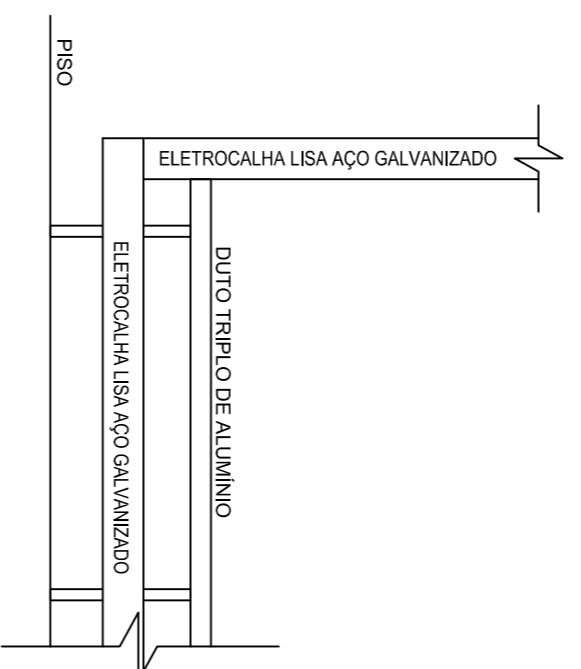 PISO
ELETROCALHA LISA AÇO GALVANIZADO
ELETROCALHA LISA AÇO GALVANIZADO
DUTO TRIPLO DE ALUMÍNIO